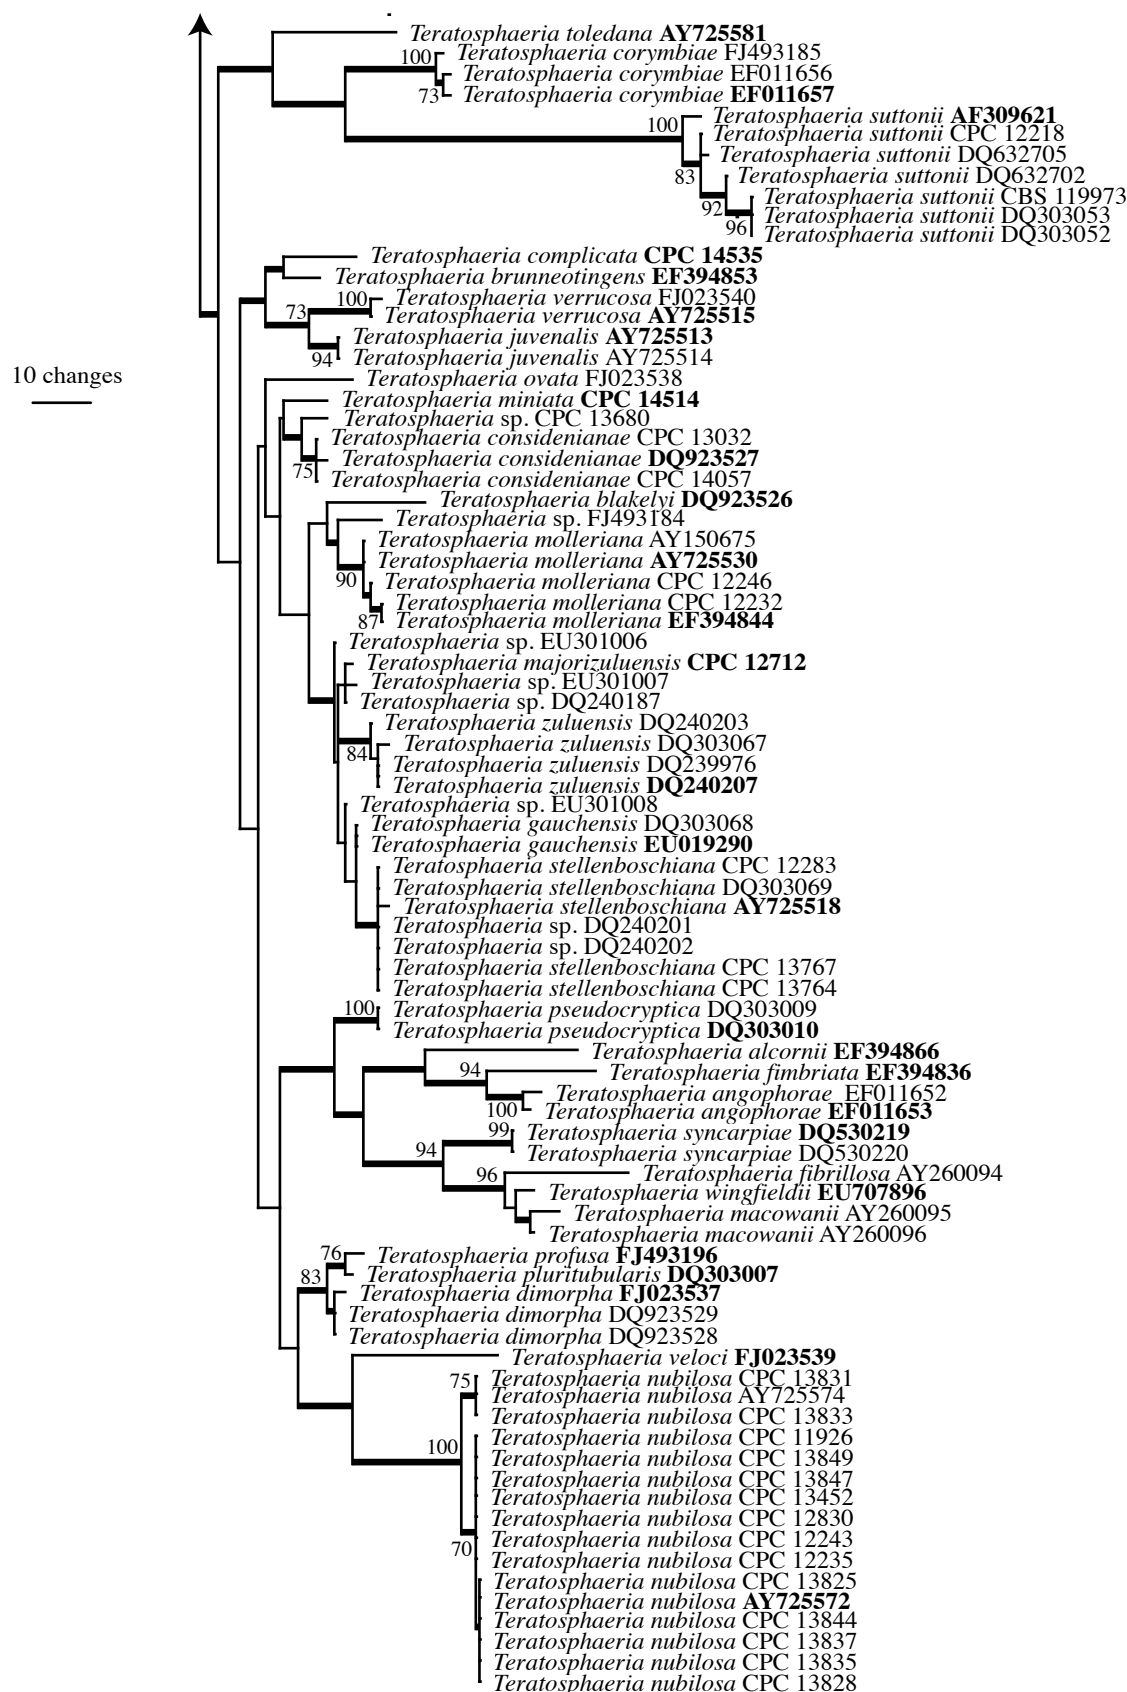 Teratosphaeria toledana AY725581
100
Teratosphaeria corymbiae FJ493185
Teratosphaeria corymbiae EF011656
73
Teratosphaeria corymbiae EF011657
100
Teratosphaeria suttonii AF309621
Teratosphaeria suttonii CPC 12218
Teratosphaeria suttonii DQ632705
83
Teratosphaeria suttonii DQ632702
Teratosphaeria suttonii CBS 119973
92
Teratosphaeria suttonii DQ303053
96
Teratosphaeria suttonii DQ303052
Teratosphaeria complicata CPC 14535
Teratosphaeria brunneotingens EF394853
100
Teratosphaeria verrucosa FJ023540
73
Teratosphaeria verrucosa AY725515
Teratosphaeria juvenalis AY725513
94
Teratosphaeria juvenalis AY725514
10 changes
Teratosphaeria ovata FJ023538
Teratosphaeria miniata CPC 14514
Teratosphaeria sp. CPC 13680
Teratosphaeria considenianae CPC 13032
Teratosphaeria considenianae DQ923527
75
Teratosphaeria considenianae CPC 14057
Teratosphaeria blakelyi DQ923526
Teratosphaeria sp. FJ493184
Teratosphaeria molleriana AY150675
Teratosphaeria molleriana AY725530
90
Teratosphaeria molleriana CPC 12246
Teratosphaeria molleriana CPC 12232
87
Teratosphaeria molleriana EF394844
Teratosphaeria sp. EU301006
Teratosphaeria majorizuluensis CPC 12712
Teratosphaeria sp. EU301007
Teratosphaeria sp. DQ240187
Teratosphaeria zuluensis DQ240203
84
Teratosphaeria zuluensis DQ303067
Teratosphaeria zuluensis DQ239976
Teratosphaeria zuluensis DQ240207
Teratosphaeria sp. EU301008
Teratosphaeria gauchensis DQ303068
Teratosphaeria gauchensis EU019290
Teratosphaeria stellenboschiana CPC 12283
Teratosphaeria stellenboschiana DQ303069
Teratosphaeria stellenboschiana AY725518
Teratosphaeria sp. DQ240201
Teratosphaeria sp. DQ240202
Teratosphaeria stellenboschiana CPC 13767
Teratosphaeria stellenboschiana CPC 13764
100
Teratosphaeria pseudocryptica DQ303009
Teratosphaeria pseudocryptica DQ303010
Teratosphaeria alcornii EF394866
94
Teratosphaeria fimbriata EF394836
Teratosphaeria angophorae EF011652
100
Teratosphaeria angophorae EF011653
99
Teratosphaeria syncarpiae DQ530219
94
Teratosphaeria syncarpiae DQ530220
96
Teratosphaeria fibrillosa AY260094
Teratosphaeria wingfieldii EU707896
Teratosphaeria macowanii AY260095
Teratosphaeria macowanii AY260096
76
Teratosphaeria profusa FJ493196
83
Teratosphaeria pluritubularis DQ303007
Teratosphaeria dimorpha FJ023537
Teratosphaeria dimorpha DQ923529
Teratosphaeria dimorpha DQ923528
Teratosphaeria veloci FJ023539
75
Teratosphaeria nubilosa CPC 13831
Teratosphaeria nubilosa AY725574
Teratosphaeria nubilosa CPC 13833
Teratosphaeria nubilosa CPC 11926
100
Teratosphaeria nubilosa CPC 13849
Teratosphaeria nubilosa CPC 13847
Teratosphaeria nubilosa CPC 13452
Teratosphaeria nubilosa CPC 12830
Teratosphaeria nubilosa CPC 12243
70
Teratosphaeria nubilosa CPC 12235
Teratosphaeria nubilosa CPC 13825
Teratosphaeria nubilosa AY725572
Teratosphaeria nubilosa CPC 13844
Teratosphaeria nubilosa CPC 13837
Teratosphaeria nubilosa CPC 13835
Teratosphaeria nubilosa CPC 13828